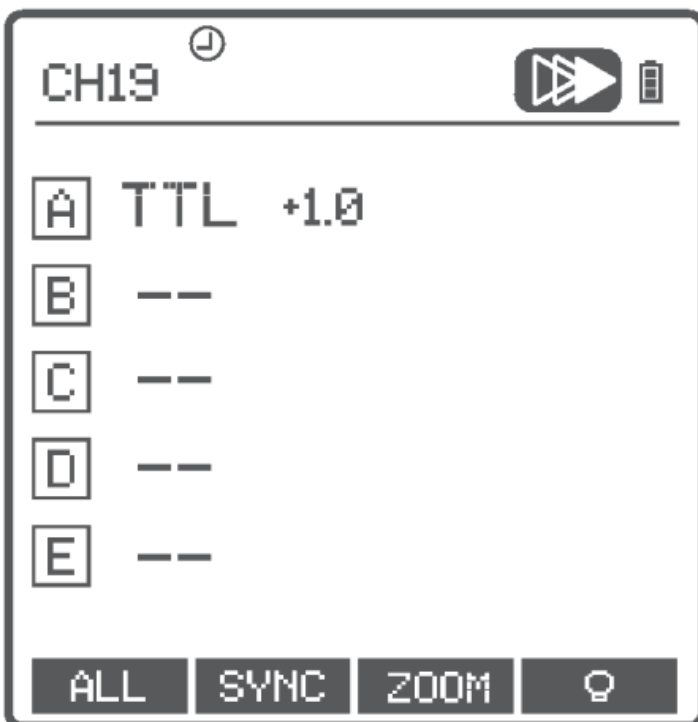 CH19
A TTL +1.0
B --
C --
D --
E --
ALL SYNC ZOOM